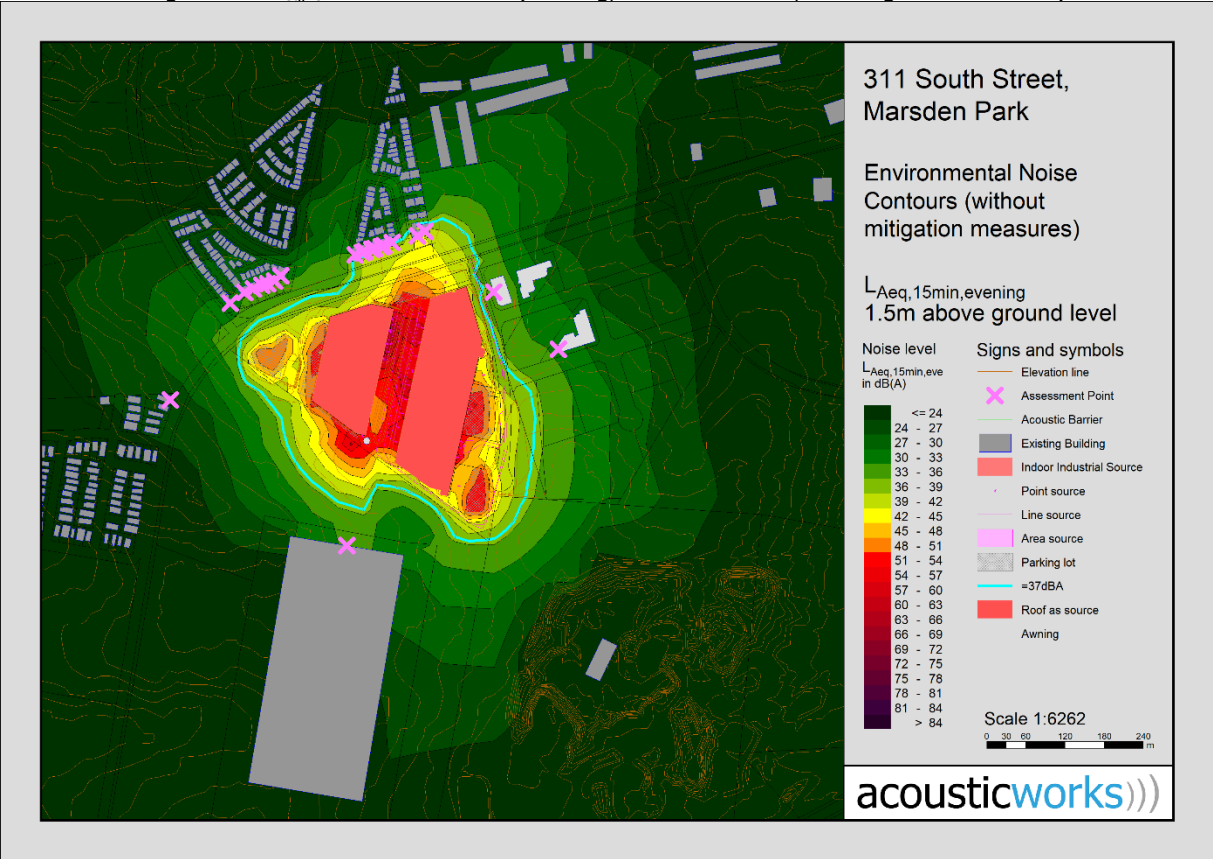 311 South Street,
Marsden Park
Environmental Noise
Contours (without
mitigation measures)
LAeq,15min,evening
1.5m above ground level
Noise level
LAeq,15min,eve
in dB(A)
<= 24
24 - 27
27 - 30
30 - 33
33 - 36
36 - 39
39 - 42
42 - 45
45 - 48
48 - 51
51 - 54
54 - 57
57 - 60
60 - 63
63 - 66
66 - 69
69 - 72
72 - 75
75 - 78
78 - 81
81 - 84
> 84
Signs and symbols
Elevation line
Assessment Point
Acoustic Barrier
Existing Building
Indoor Industrial Source
Point source
Line source
Area source
Parking lot
=37dBA
Roof as source
Awning
Scale 1:6262
0 30 60 120 180 240
m
acousticworks)))